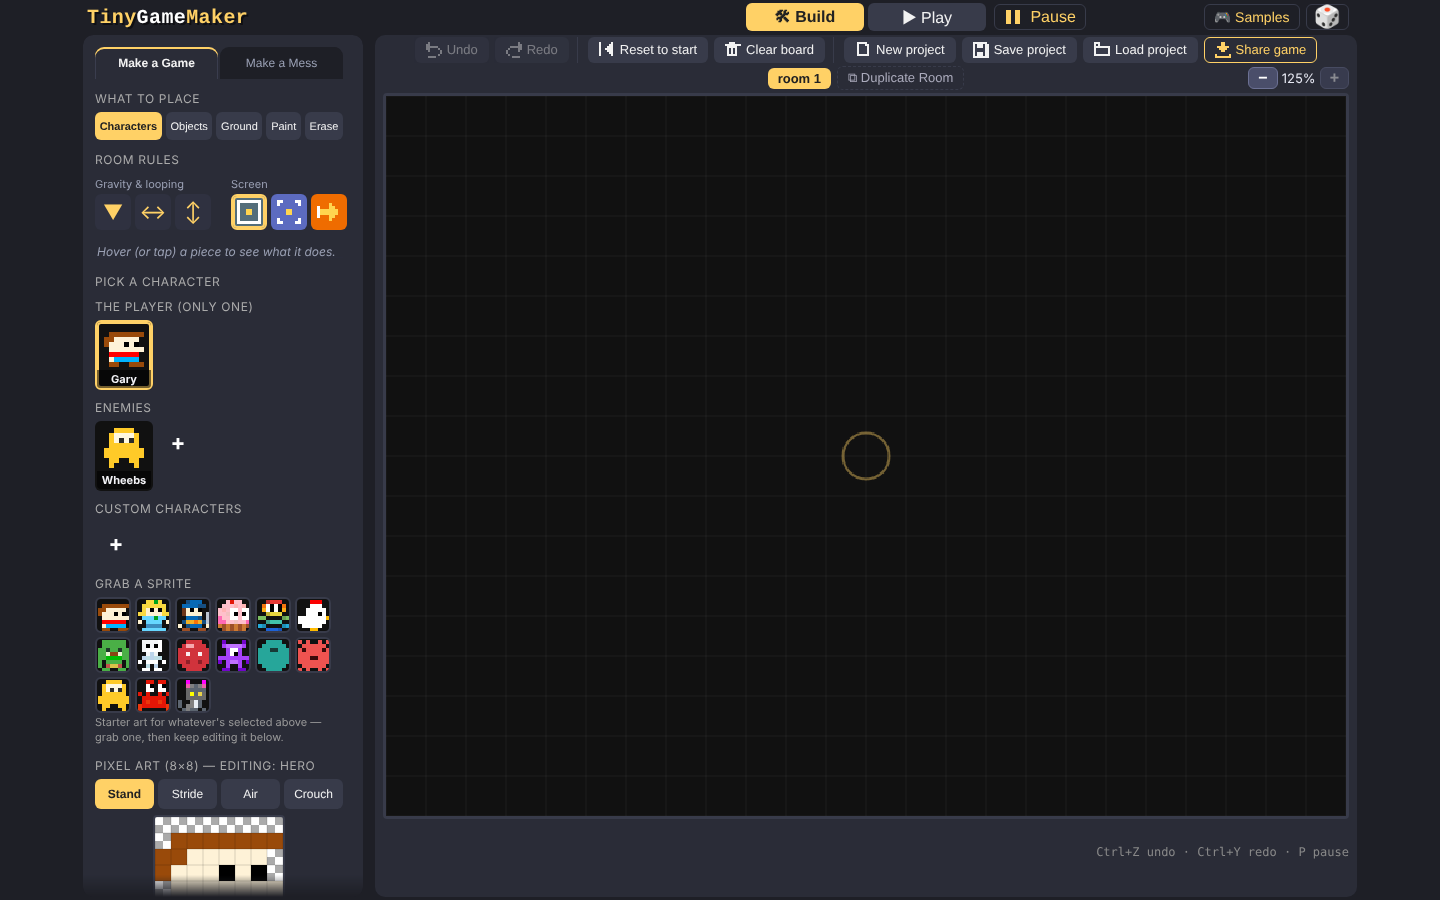 TinyGameMaker
🛠 Build
▶ Play
Pause
🎮 Samples
Make a Game
Make a Mess
Undo
Redo
Reset to start
Clear board
New project
Save project
Load project
Share game
room 1
⧉ Duplicate Room
− 125% +
WHAT TO PLACE
Characters
Objects
Ground
Paint
Erase
ROOM RULES
Gravity & looping
Screen
Hover (or tap) a piece to see what it does.
PICK A CHARACTER
THE PLAYER (ONLY ONE)
Gary
ENEMIES
Wheebs
+
CUSTOM CHARACTERS
+
GRAB A SPRITE
Starter art for whatever's selected above —
grab one, then keep editing it below.
PIXEL ART (8×8) — EDITING: HERO
Stand
Stride
Air
Crouch
Ctrl+Z undo · Ctrl+Y redo · P pause